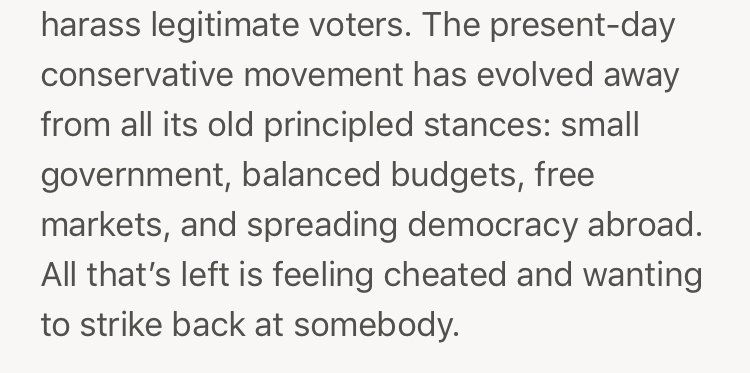 harass legitimate voters. The present-day
conservative movement has evolved away
from all its old principled stances: small
government, balanced budgets, free
markets, and spreading democracy abroad.
All that’s left is feeling cheated and wanting
to strike back at somebody.